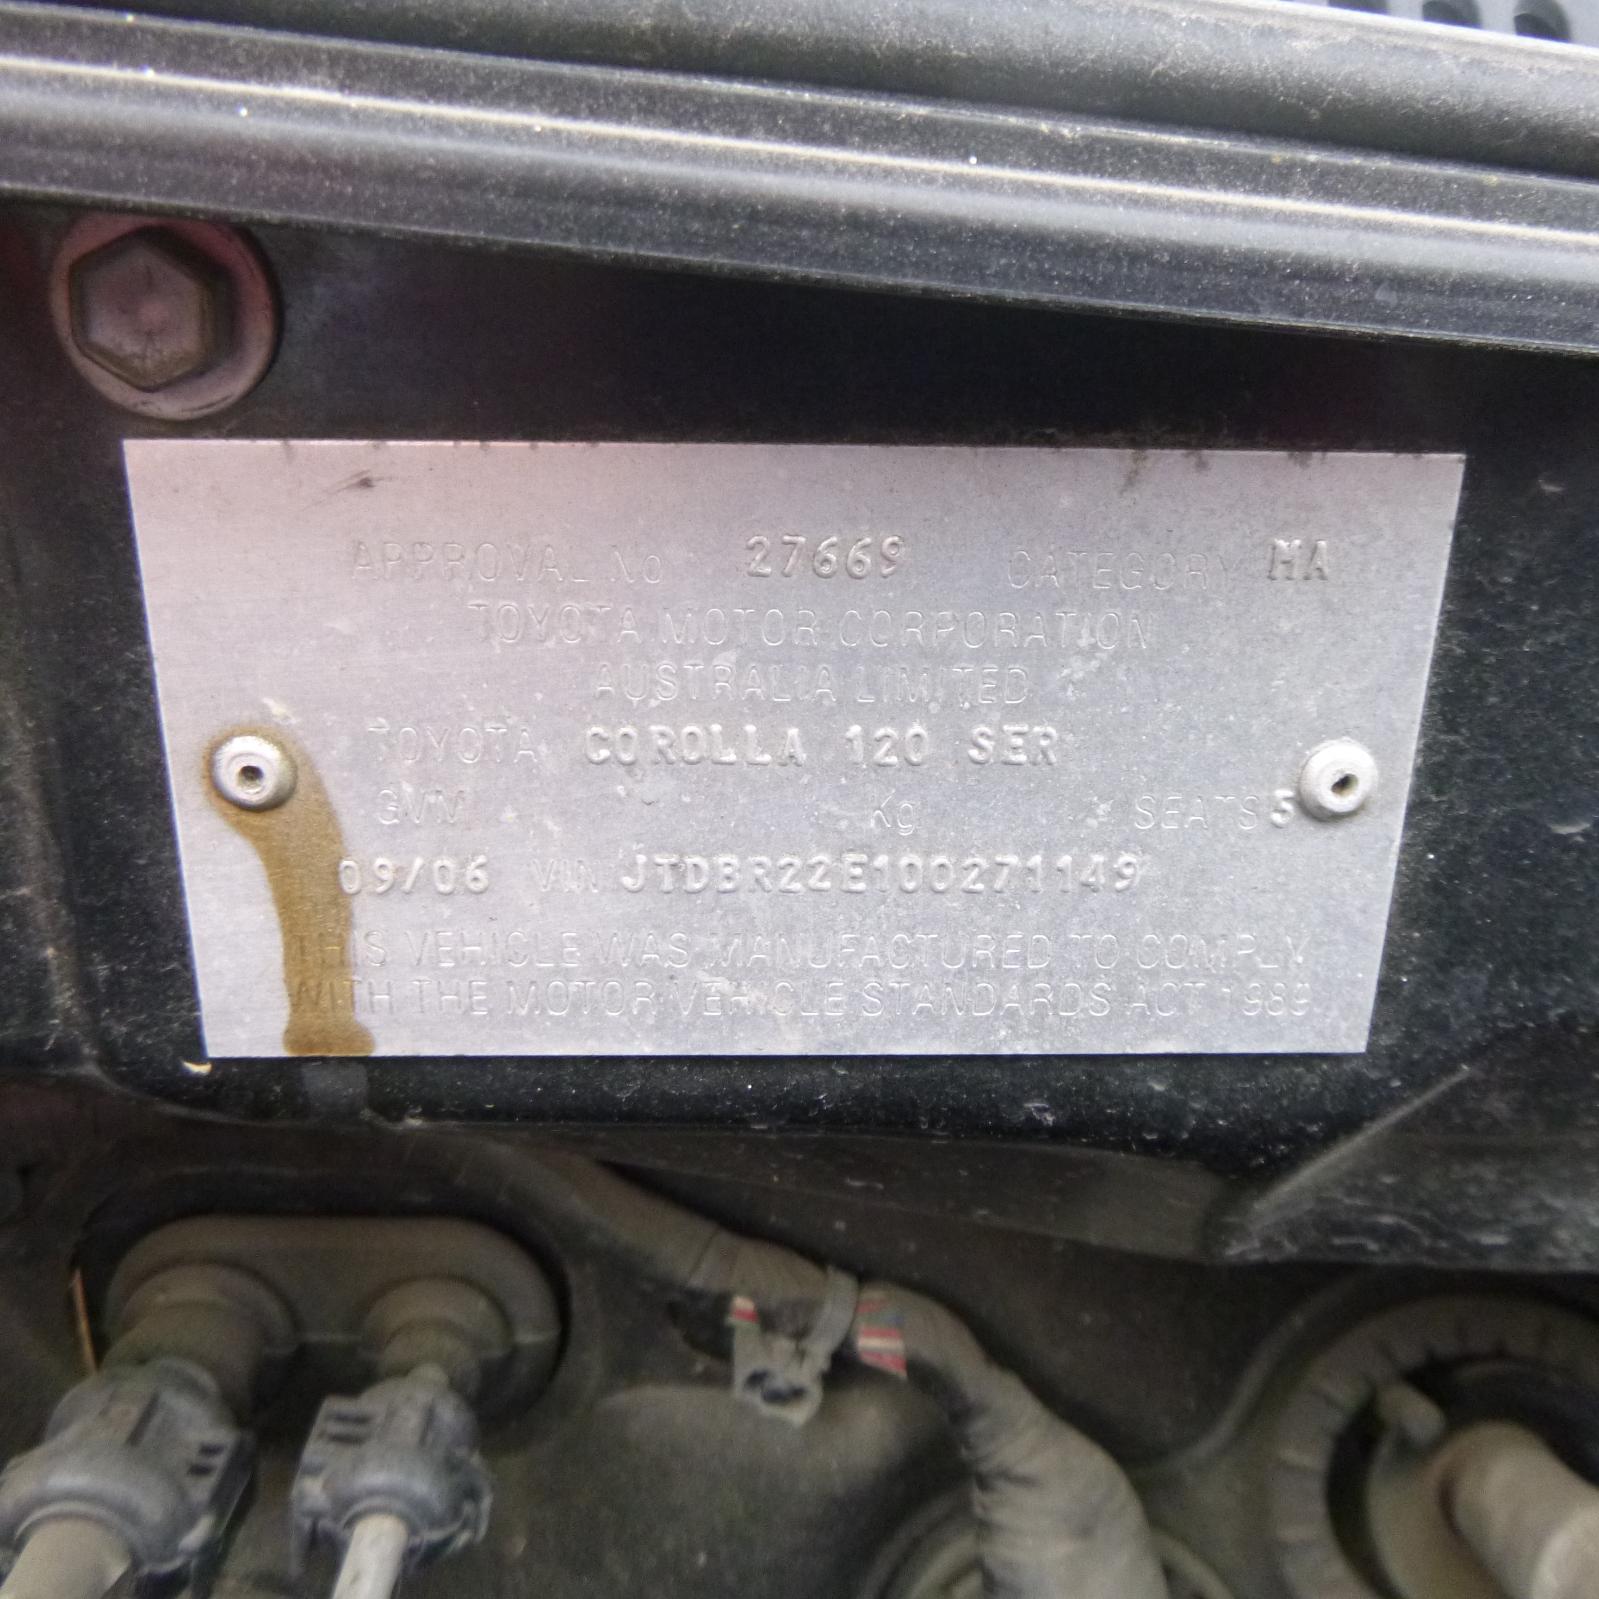 APPROVAL No 27669 CATEGORY MA
TOYOTA MOTOR CORPORATION
AUSTRALIA LIMITED
TOYOTA COROLLA 120 SER
GVM Kg SEATS 5
09/06 VIN JTDBR22E100271149
THIS VEHICLE WAS MANUFACTURED TO COMPLY
WITH THE MOTOR VEHICLE STANDARDS ACT 1989